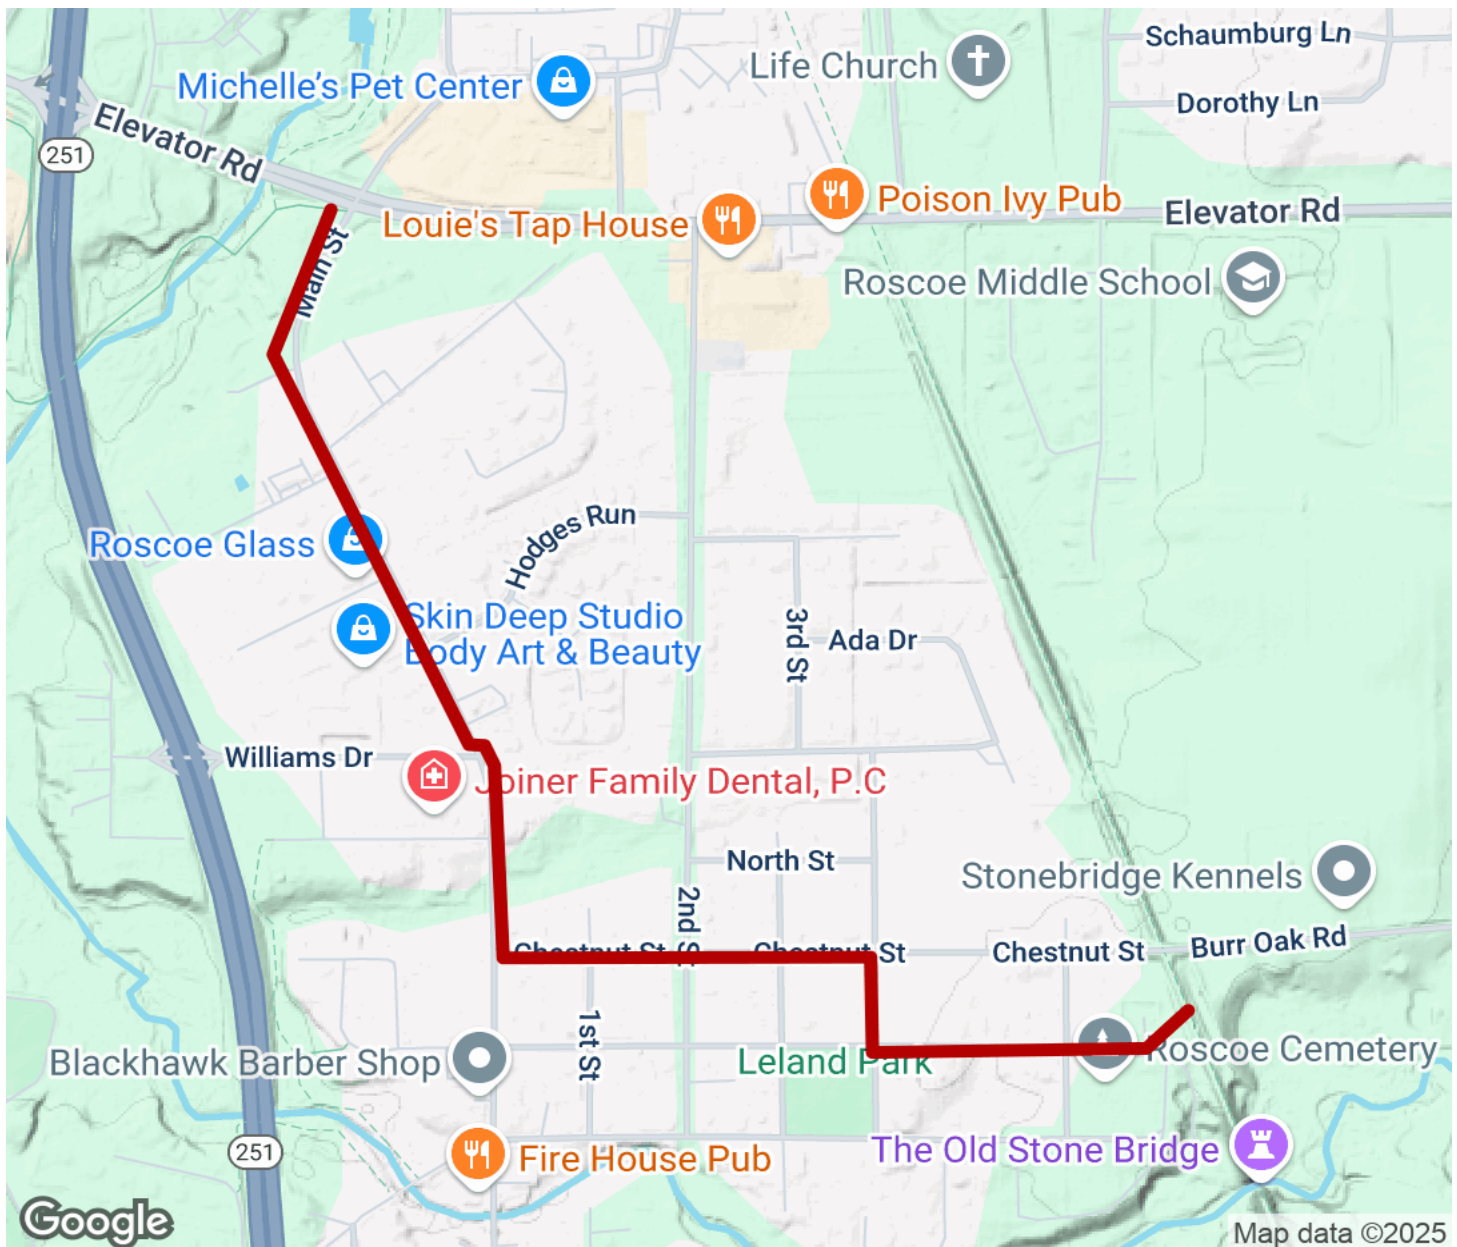 Schaumburg Ln
Life Church
Michelle's Pet Center
Dorothy Ln
Elevator Rd
251
Poison Ivy Pub
Elevator Rd
Louie's Tap House
Main St
Roscoe Middle School
Hodges Run
Roscoe Glass
Skin Deep Studio
Body Art & Beauty
3rd St
Ada Dr
Williams Dr
Joiner Family Dental, P.C
North St
Stonebridge Kennels
2nd St
Chestnut St
Chestnut St
Chestnut St
Burr Oak Rd
1st St
Blackhawk Barber Shop
Leland Park
Roscoe Cemetery
251
Fire House Pub
The Old Stone Bridge
Google
Map data ©2025